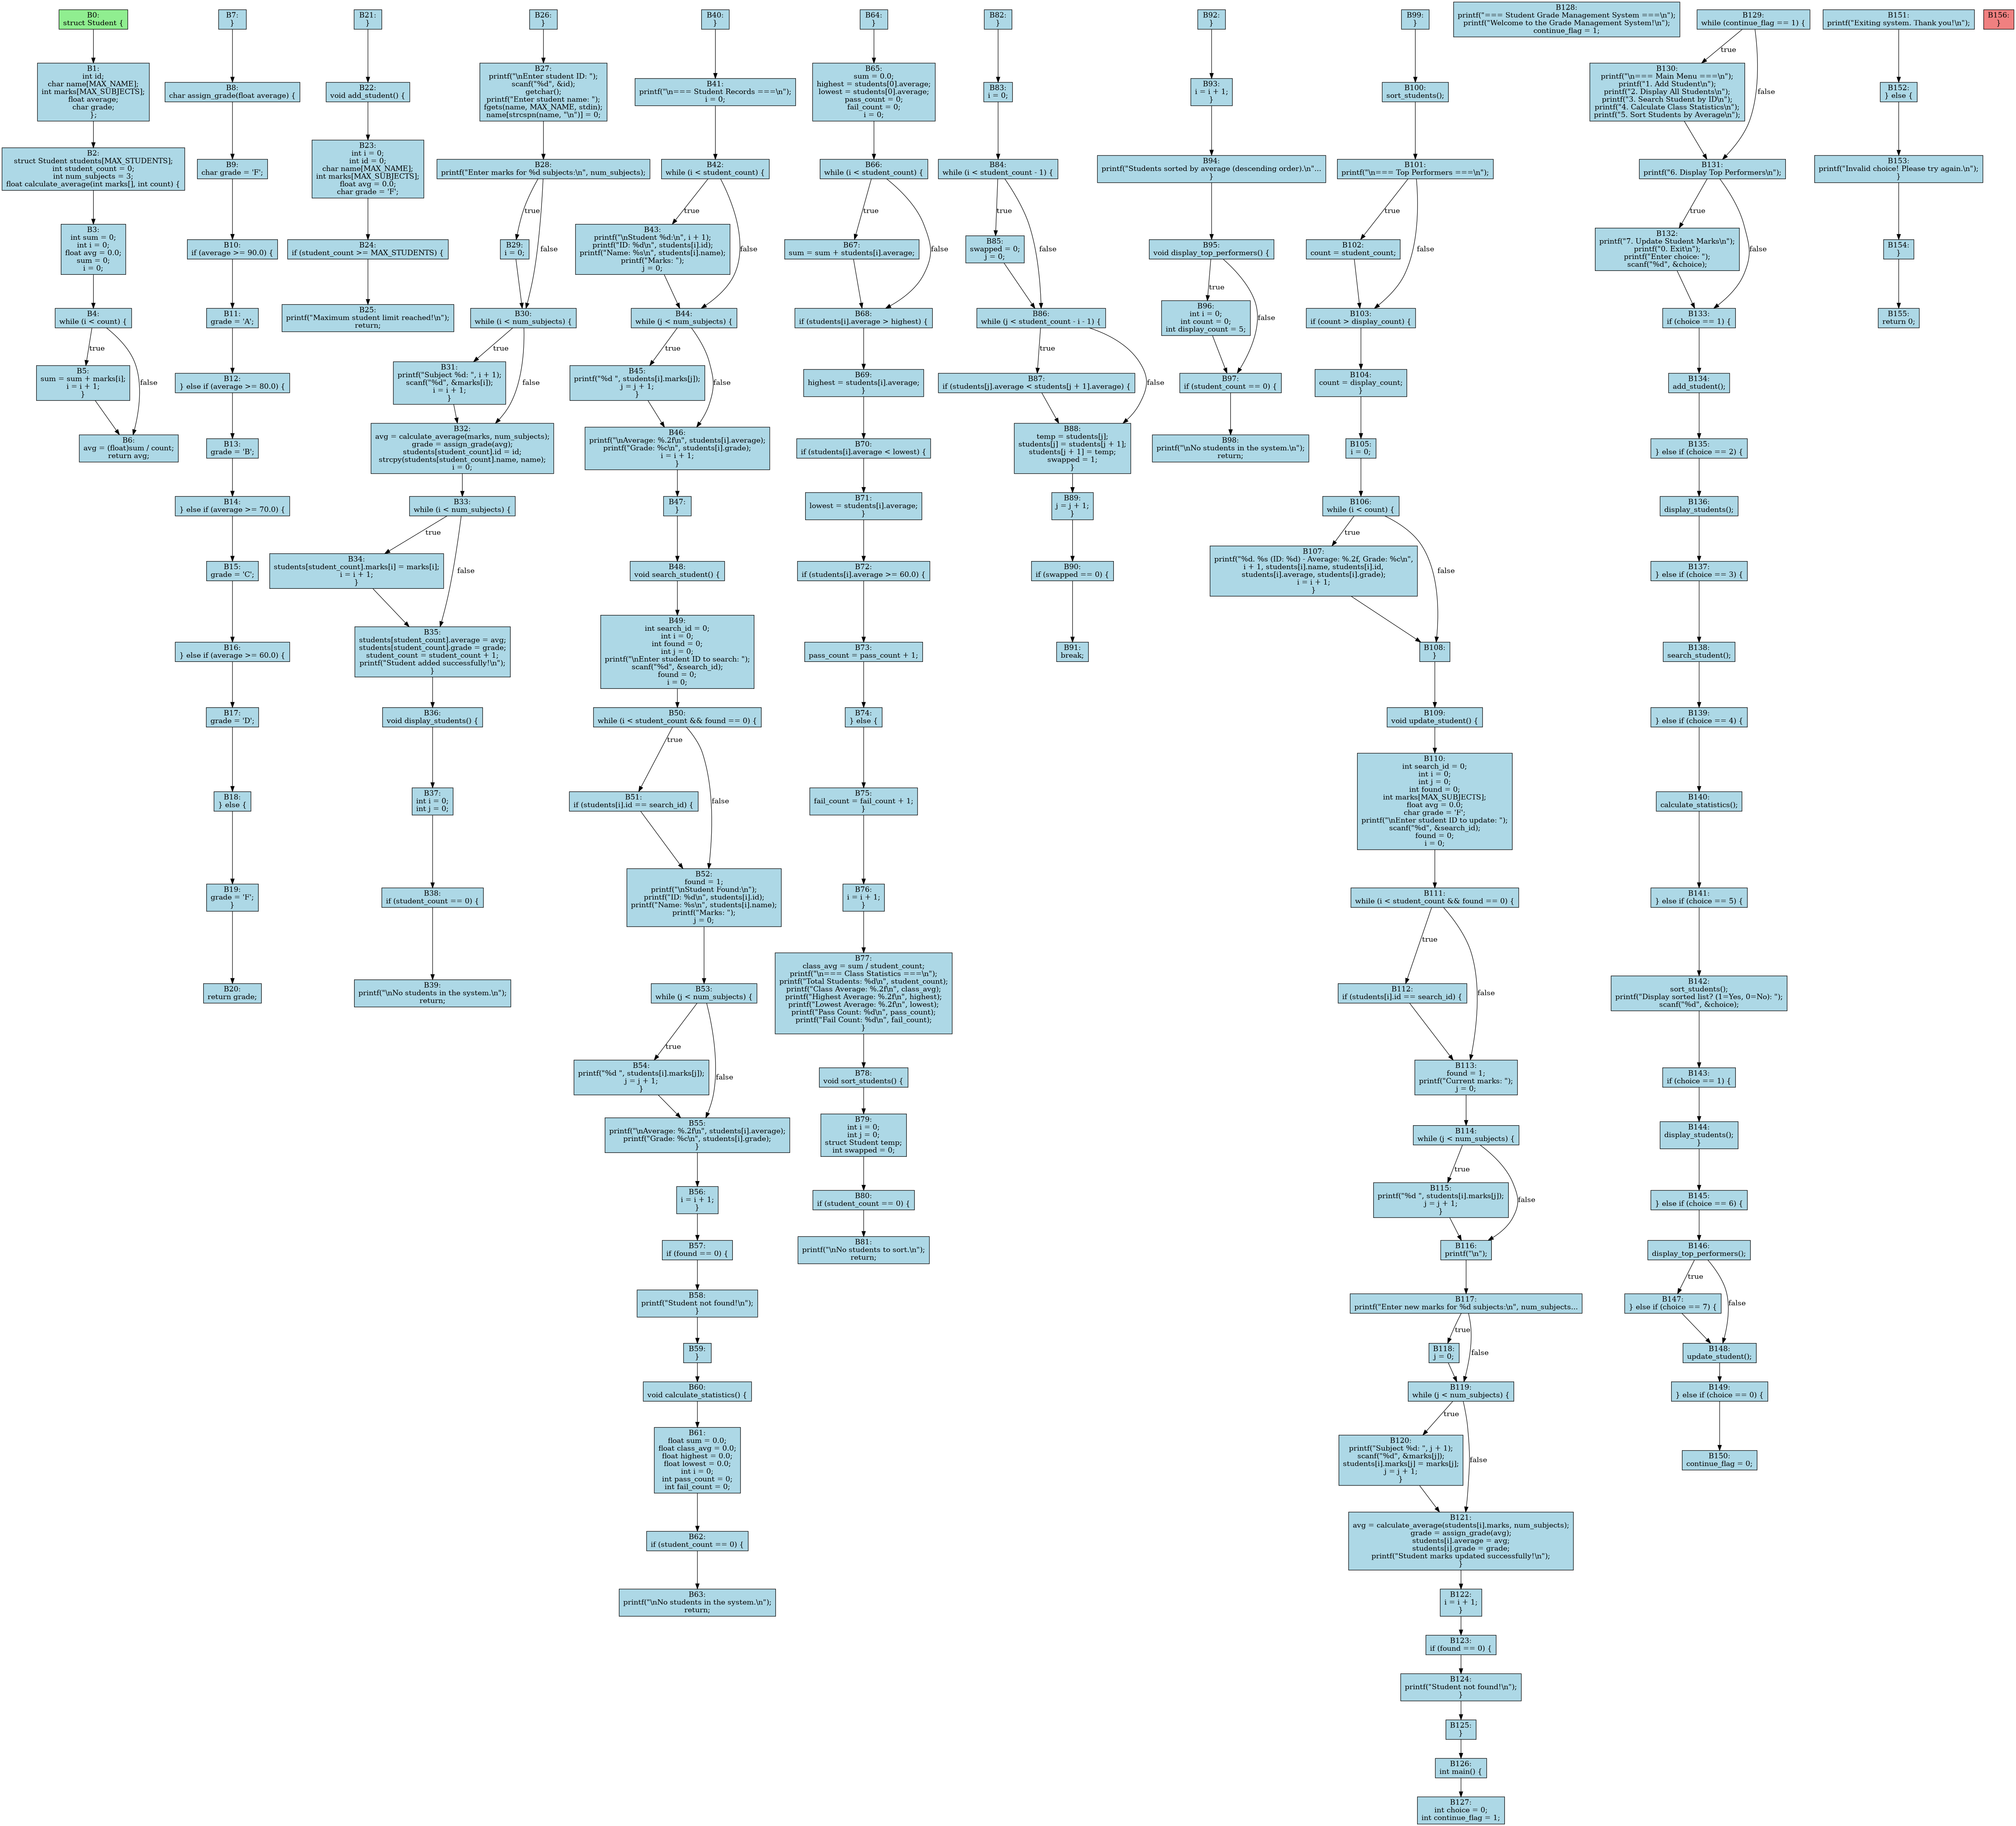 B0:
struct Student {
B1:
int id;
char name[MAX_NAME];
int marks[MAX_SUBJECTS];
float average;
char grade;
};
B2:
struct Student students[MAX_STUDENTS];
int student_count = 0;
int num_subjects = 3;
float calculate_average(int marks[], int count) {
B3:
int sum = 0;
int i = 0;
float avg = 0.0;
sum = 0;
i = 0;
B4:
while (i < count) {
true
B5:
sum = sum + marks[i];
i = i + 1;
}
false
B6:
avg = (float)sum / count;
return avg;
B7:
}
B8:
char assign_grade(float average) {
B9:
char grade = 'F';
B10:
if (average >= 90.0) {
B11:
grade = 'A';
B12:
} else if (average >= 80.0) {
B13:
grade = 'B';
B14:
} else if (average >= 70.0) {
B15:
grade = 'C';
B16:
} else if (average >= 60.0) {
B17:
grade = 'D';
B18:
} else {
B19:
grade = 'F';
}
B20:
return grade;
B21:
}
B22:
void add_student() {
B23:
int i = 0;
int id = 0;
char name[MAX_NAME];
int marks[MAX_SUBJECTS];
float avg = 0.0;
char grade = 'F';
B24:
if (student_count >= MAX_STUDENTS) {
B25:
printf("Maximum student limit reached!\n");
return;
B26:
}
B27:
printf("\nEnter student ID: ");
scanf("%d", &id);
getchar();
printf("Enter student name: ");
fgets(name, MAX_NAME, stdin);
name[strcspn(name, "\n")] = 0;
B28:
printf("Enter marks for %d subjects:\n", num_subjects);
true
B29:
i = 0;
false
B30:
while (i < num_subjects) {
true
B31:
printf("Subject %d: ", i + 1);
scanf("%d", &marks[i]);
i = i + 1;
}
false
B32:
avg = calculate_average(marks, num_subjects);
grade = assign_grade(avg);
students[student_count].id = id;
strcpy(students[student_count].name, name);
i = 0;
B33:
while (i < num_subjects) {
true
B34:
students[student_count].marks[i] = marks[i];
i = i + 1;
}
false
B35:
students[student_count].average = avg;
students[student_count].grade = grade;
student_count = student_count + 1;
printf("Student added successfully!\n");
}
B36:
void display_students() {
B37:
int i = 0;
int j = 0;
B38:
if (student_count == 0) {
B39:
printf("\nNo students in the system.\n");
return;
B40:
}
B41:
printf("\n=== Student Records ===\n");
i = 0;
B42:
while (i < student_count) {
true
B43:
printf("\nStudent %d:\n", i + 1);
printf("ID: %d\n", students[i].id);
printf("Name: %s\n", students[i].name);
printf("Marks: ");
j = 0;
false
B44:
while (j < num_subjects) {
true
B45:
printf("%d ", students[i].marks[j]);
j = j + 1;
}
false
B46:
printf("\nAverage: %.2f\n", students[i].average);
printf("Grade: %c\n", students[i].grade);
i = i + 1;
}
B47:
}
B48:
void search_student() {
B49:
int search_id = 0;
int i = 0;
int found = 0;
int j = 0;
printf("\nEnter student ID to search: ");
scanf("%d", &search_id);
found = 0;
i = 0;
B50:
while (i < student_count && found == 0) {
true
B51:
if (students[i].id == search_id) {
false
B52:
found = 1;
printf("\nStudent Found:\n");
printf("ID: %d\n", students[i].id);
printf("Name: %s\n", students[i].name);
printf("Marks: ");
j = 0;
B53:
while (j < num_subjects) {
true
B54:
printf("%d ", students[i].marks[j]);
j = j + 1;
}
false
B55:
printf("\nAverage: %.2f\n", students[i].average);
printf("Grade: %c\n", students[i].grade);
}
B56:
i = i + 1;
}
B57:
if (found == 0) {
B58:
printf("Student not found!\n");
}
B59:
}
B60:
void calculate_statistics() {
B61:
float sum = 0.0;
float class_avg = 0.0;
float highest = 0.0;
float lowest = 0.0;
int i = 0;
int pass_count = 0;
int fail_count = 0;
B62:
if (student_count == 0) {
B63:
printf("\nNo students in the system.\n");
return;
B64:
}
B65:
sum = 0.0;
highest = students[0].average;
lowest = students[0].average;
pass_count = 0;
fail_count = 0;
i = 0;
B66:
while (i < student_count) {
true
B67:
sum = sum + students[i].average;
false
B68:
if (students[i].average > highest) {
B69:
highest = students[i].average;
}
B70:
if (students[i].average < lowest) {
B71:
lowest = students[i].average;
}
B72:
if (students[i].average >= 60.0) {
B73:
pass_count = pass_count + 1;
B74:
} else {
B75:
fail_count = fail_count + 1;
}
B76:
i = i + 1;
}
B77:
class_avg = sum / student_count;
printf("\n=== Class Statistics ===\n");
printf("Total Students: %d\n", student_count);
printf("Class Average: %.2f\n", class_avg);
printf("Highest Average: %.2f\n", highest);
printf("Lowest Average: %.2f\n", lowest);
printf("Pass Count: %d\n", pass_count);
printf("Fail Count: %d\n", fail_count);
}
B78:
void sort_students() {
B79:
int i = 0;
int j = 0;
struct Student temp;
int swapped = 0;
B80:
if (student_count == 0) {
B81:
printf("\nNo students to sort.\n");
return;
B82:
}
B83:
i = 0;
B84:
while (i < student_count - 1) {
true
B85:
swapped = 0;
j = 0;
false
B86:
while (j < student_count - i - 1) {
true
B87:
if (students[j].average < students[j + 1].average) {
false
B88:
temp = students[j];
students[j] = students[j + 1];
students[j + 1] = temp;
swapped = 1;
}
B89:
j = j + 1;
}
B90:
if (swapped == 0) {
B91:
break;
B92:
}
B93:
i = i + 1;
}
B94:
printf("Students sorted by average (descending order).\n"...
}
B95:
void display_top_performers() {
true
B96:
int i = 0;
int count = 0;
int display_count = 5;
false
B97:
if (student_count == 0) {
B98:
printf("\nNo students in the system.\n");
return;
B99:
}
B100:
sort_students();
B101:
printf("\n=== Top Performers ===\n");
true
B102:
count = student_count;
false
B103:
if (count > display_count) {
B104:
count = display_count;
}
B105:
i = 0;
B106:
while (i < count) {
true
B107:
printf("%d. %s (ID: %d) - Average: %.2f, Grade: %c\n",
i + 1, students[i].name, students[i].id,
students[i].average, students[i].grade);
i = i + 1;
}
false
B108:
}
B109:
void update_student() {
B110:
int search_id = 0;
int i = 0;
int j = 0;
int found = 0;
int marks[MAX_SUBJECTS];
float avg = 0.0;
char grade = 'F';
printf("\nEnter student ID to update: ");
scanf("%d", &search_id);
found = 0;
i = 0;
B111:
while (i < student_count && found == 0) {
true
B112:
if (students[i].id == search_id) {
false
B113:
found = 1;
printf("Current marks: ");
j = 0;
B114:
while (j < num_subjects) {
true
B115:
printf("%d ", students[i].marks[j]);
j = j + 1;
}
false
B116:
printf("\n");
B117:
printf("Enter new marks for %d subjects:\n", num_subjects...
true
B118:
j = 0;
false
B119:
while (j < num_subjects) {
true
B120:
printf("Subject %d: ", j + 1);
scanf("%d", &marks[j]);
students[i].marks[j] = marks[j];
j = j + 1;
}
false
B121:
avg = calculate_average(students[i].marks, num_subjects);
grade = assign_grade(avg);
students[i].average = avg;
students[i].grade = grade;
printf("Student marks updated successfully!\n");
}
B122:
i = i + 1;
}
B123:
if (found == 0) {
B124:
printf("Student not found!\n");
}
B125:
}
B126:
int main() {
B127:
int choice = 0;
int continue_flag = 1;
B128:
printf("=== Student Grade Management System ===\n");
printf("Welcome to the Grade Management System!\n");
continue_flag = 1;
B129:
while (continue_flag == 1) {
true
B130:
printf("\n=== Main Menu ===\n");
printf("1. Add Student\n");
printf("2. Display All Students\n");
printf("3. Search Student by ID\n");
printf("4. Calculate Class Statistics\n");
printf("5. Sort Students by Average\n");
false
B131:
printf("6. Display Top Performers\n");
true
B132:
printf("7. Update Student Marks\n");
printf("0. Exit\n");
printf("Enter choice: ");
scanf("%d", &choice);
false
B133:
if (choice == 1) {
B134:
add_student();
B135:
} else if (choice == 2) {
B136:
display_students();
B137:
} else if (choice == 3) {
B138:
search_student();
B139:
} else if (choice == 4) {
B140:
calculate_statistics();
B141:
} else if (choice == 5) {
B142:
sort_students();
printf("Display sorted list? (1=Yes, 0=No): ");
scanf("%d", &choice);
B143:
if (choice == 1) {
B144:
display_students();
}
B145:
} else if (choice == 6) {
B146:
display_top_performers();
true
B147:
} else if (choice == 7) {
false
B148:
update_student();
B149:
} else if (choice == 0) {
B150:
continue_flag = 0;
B151:
printf("Exiting system. Thank you!\n");
B152:
} else {
B153:
printf("Invalid choice! Please try again.\n");
}
B154:
}
B155:
return 0;
B156:
}